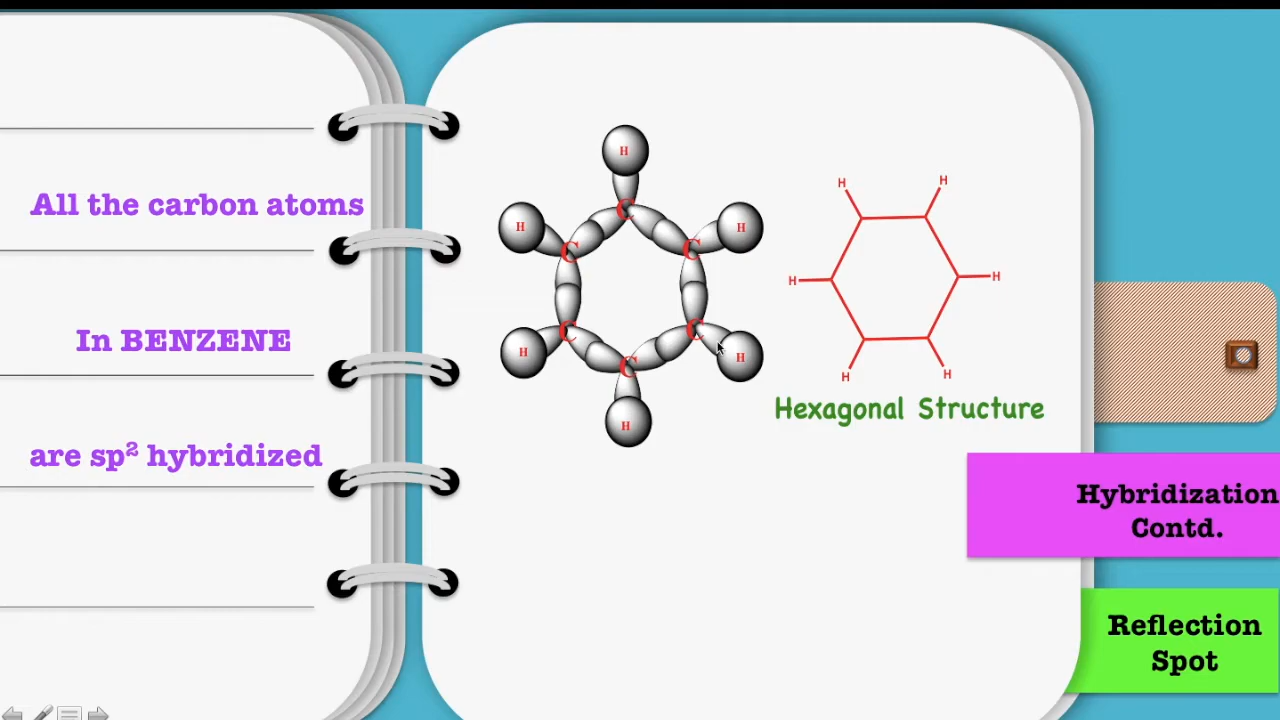 All the carbon atoms
In BENZENE
are sp² hybridized
H
H
H
C
C
C
C
C
C
H
H
H
H
H
H
H
H
H
Hexagonal Structure
Hybridization
Contd.
Reflection
Spot